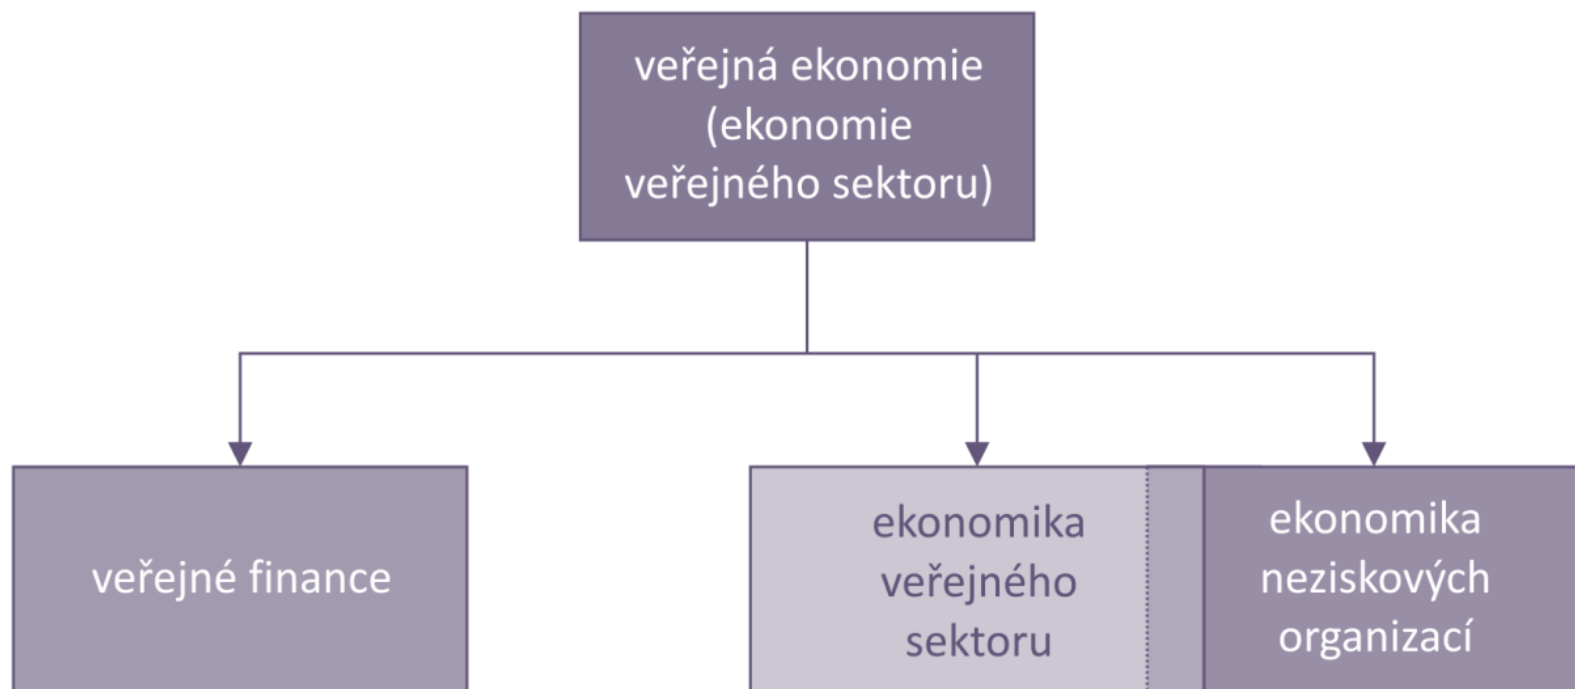 veřejná ekonomie
(ekonomie
veřejného sektoru)
veřejné finance
ekonomika
veřejného
sektoru
ekonomika
neziskových
organizací